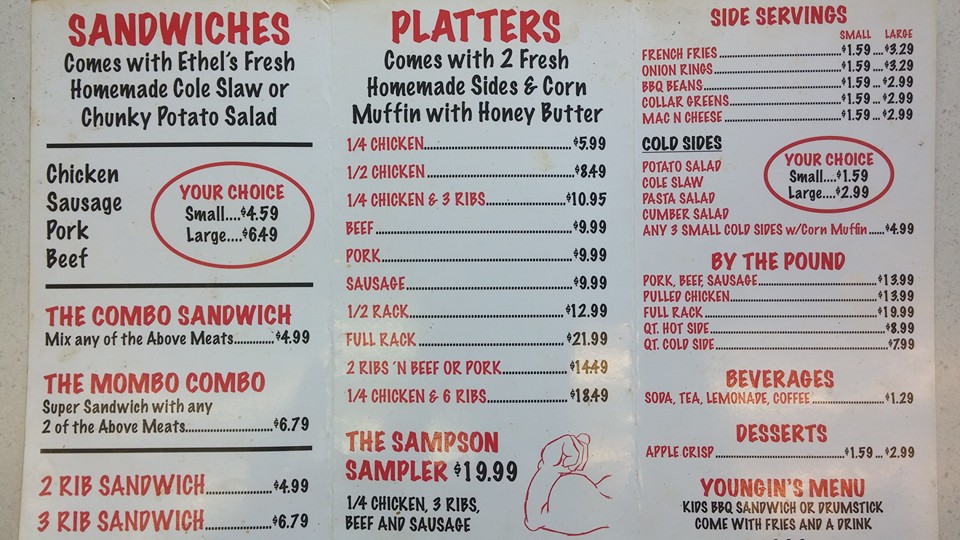 SANDWICHES
Comes with Ethel's Fresh
Homemade Cole Slaw or
Chunky Potato Salad
Chicken
Sausage
Pork
Beef
YOUR CHOICE
Small....$4.59
Large....$6.49
THE COMBO SANDWICH
Mix any of the Above Meats............$4.99
THE MOMBO COMBO
Super Sandwich with any
2 of the Above Meats......................$6.79
2 RIB SANDWICH................$4.99
3 RIB SANDWICH................$6.79
PLATTERS
Comes with 2 Fresh
Homemade Sides & Corn
Muffin with Honey Butter
1/4 CHICKEN..................................$5.99
1/2 CHICKEN..................................$8.49
1/4 CHICKEN & 3 RIBS...................$10.95
BEEF..............................................$9.99
PORK.............................................$9.99
SAUSAGE.......................................$9.99
1/2 RACK.......................................$12.99
FULL RACK.....................................$21.99
2 RIBS 'N BEEF OR PORK................$14.49
1/4 CHICKEN & 6 RIBS...................$18.49
THE SAMPSON
SAMPLER $19.99
1/4 CHICKEN, 3 RIBS,
BEEF AND SAUSAGE
SIDE SERVINGS
SMALL LARGE
FRENCH FRIES..............................$1.59...$3.29
ONION RINGS...............................$1.59...$3.29
BBQ BEANS..................................$1.59...$2.99
COLLAR GREENS...........................$1.59...$2.99
MAC N CHEESE.............................$1.59...$2.99
COLD SIDES
POTATO SALAD
COLE SLAW
PASTA SALAD
CUMBER SALAD
YOUR CHOICE
Small....$1.59
Large....$2.99
ANY 3 SMALL COLD SIDES w/Corn Muffin.....$4.99
BY THE POUND
PORK, BEEF, SAUSAGE............................$13.99
PULLED CHICKEN...................................$13.99
FULL RACK...........................................$19.99
QT. HOT SIDE........................................$8.99
QT. COLD SIDE......................................$7.99
BEVERAGES
SODA, TEA, LEMONADE, COFFEE..................$1.29
DESSERTS
APPLE CRISP................................$1.59...$2.99
YOUNGIN'S MENU
KIDS BBQ SANDWICH OR DRUMSTICK
COME WITH FRIES AND A DRINK